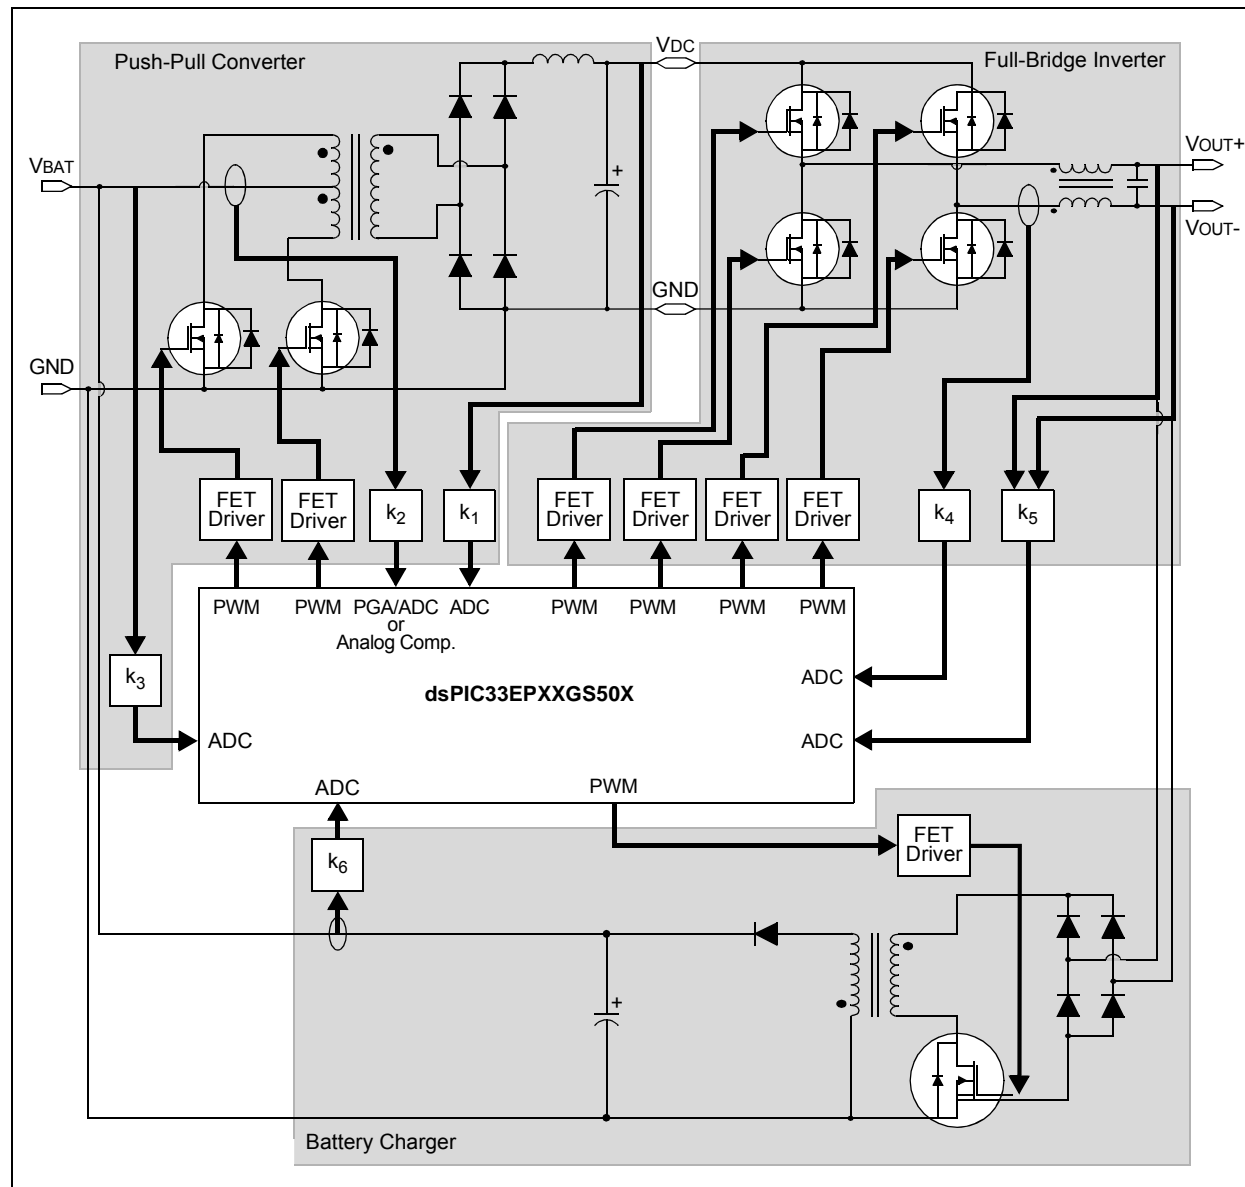 Push-Pull Converter
VDC
Full-Bridge Inverter
VBAT
+
VOUT+
VOUT-
GND
GND
FET
Driver
FET
Driver
k2
k1
FET
Driver
FET
Driver
FET
Driver
FET
Driver
k4
k5
PWM
PWM
PGA/ADC
or
Analog Comp.
ADC
PWM
PWM
PWM
PWM
k3
ADC
dsPIC33EPXXGS50X
ADC
ADC
ADC
PWM
k6
FET
Driver
+
Battery Charger